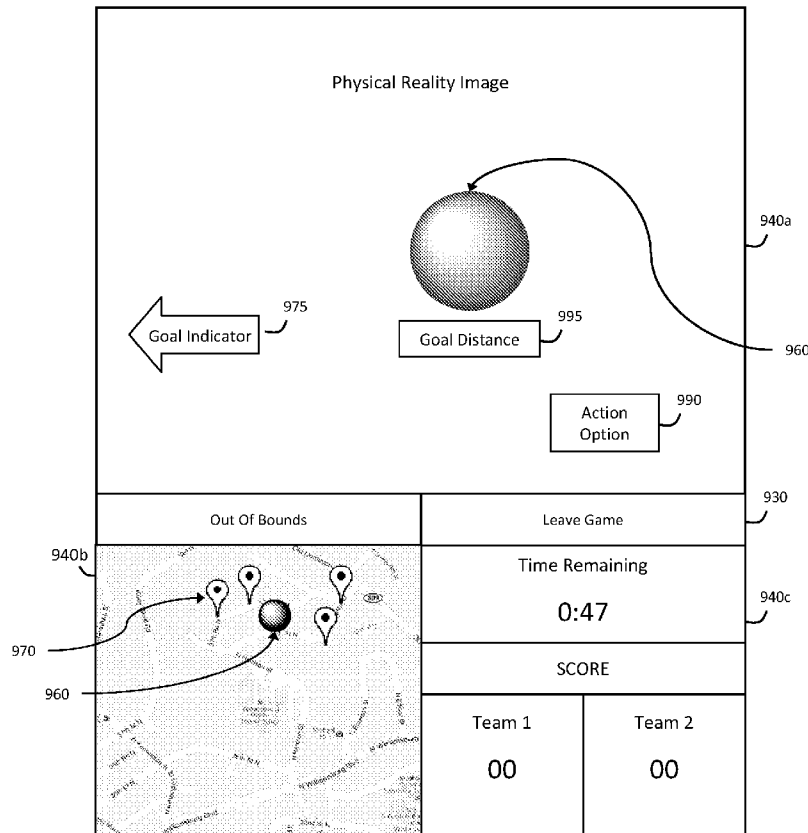 Physical Reality Image
940a
975
Goal Indicator
995
Goal Distance
960
990
Action
Option
930
Out Of Bounds
Leave Game
940b
Time Remaining
940c
0:47
970
SCORE
960
Team 1
Team 2
00
00